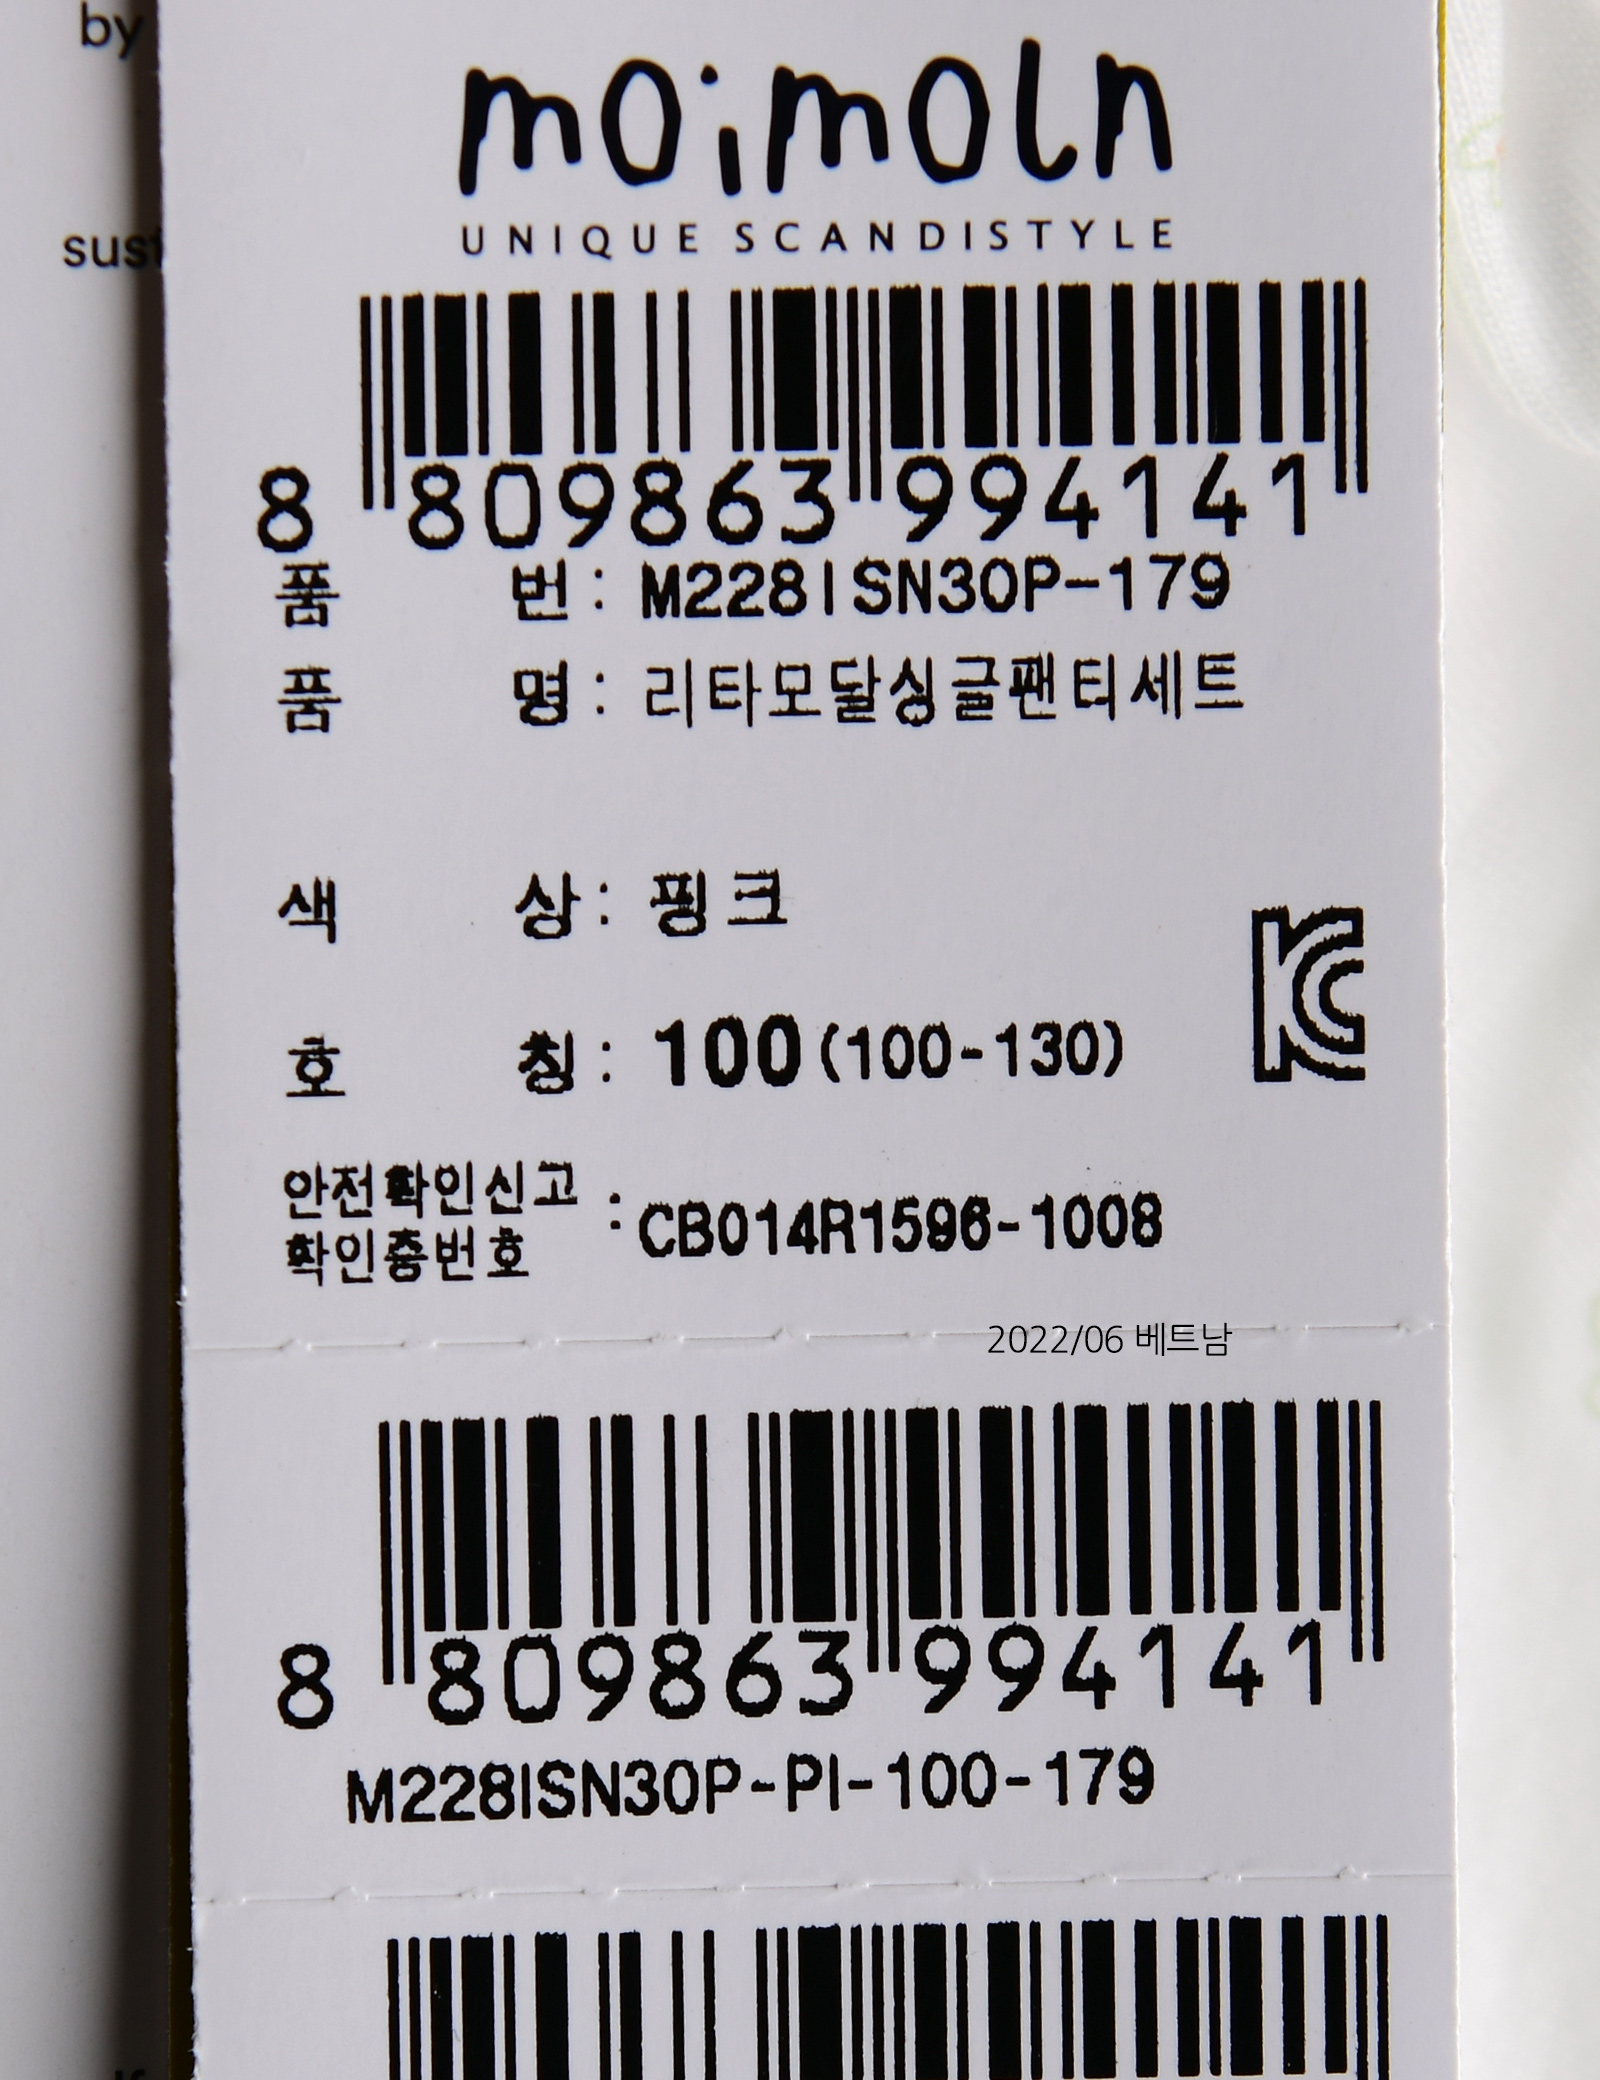 by
moimoln
UNIQUE SCANDISTYLE
8 809863 994141
품 번 : M228ISN30P-179
품 명 : 리타모달싱글팬티세트
색 상 : 핑크
호 칭 : 100(100-130)
안전확인신고
확인증번호 : CB014R1596-1008
2022/06 베트남
8 809863 994141
M228ISN30P-PI-100-179